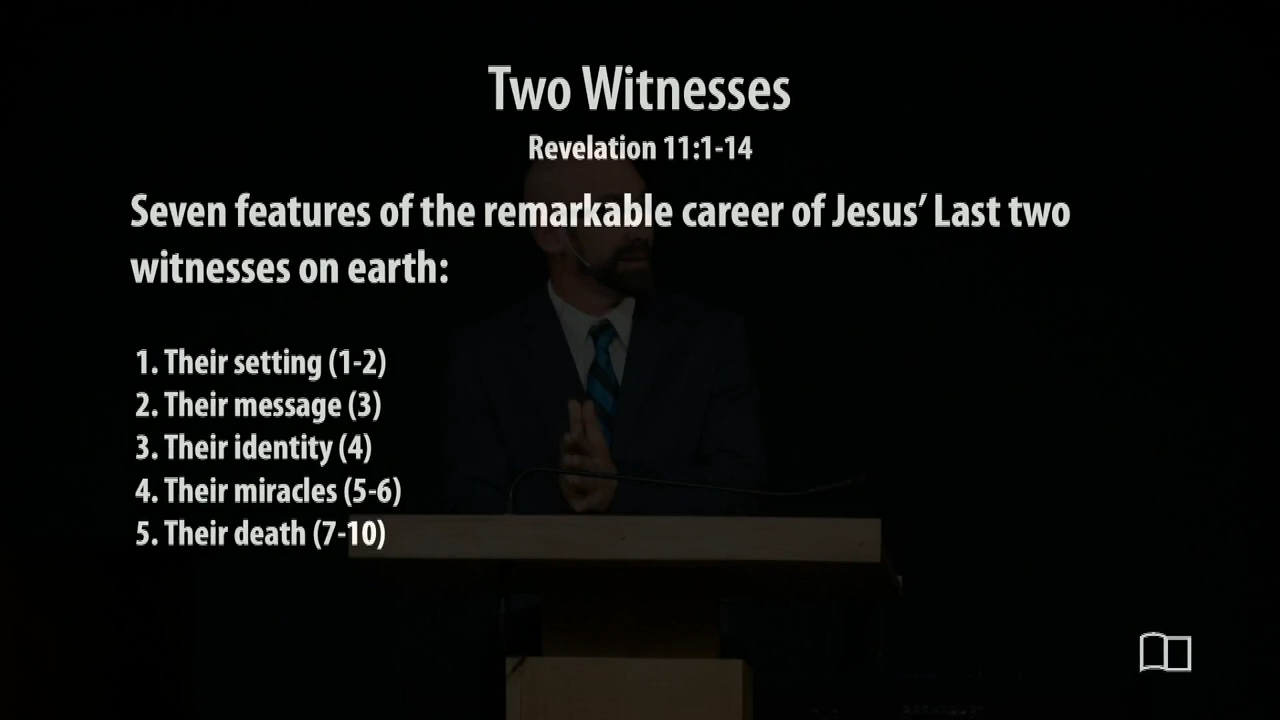 Two Witnesses
Revelation 11:1-14
Seven features of the remarkable career of Jesus’ Last two
witnesses on earth:
1. Their setting (1-2)
2. Their message (3)
3. Their identity (4)
4. Their miracles (5-6)
5. Their death (7-10)